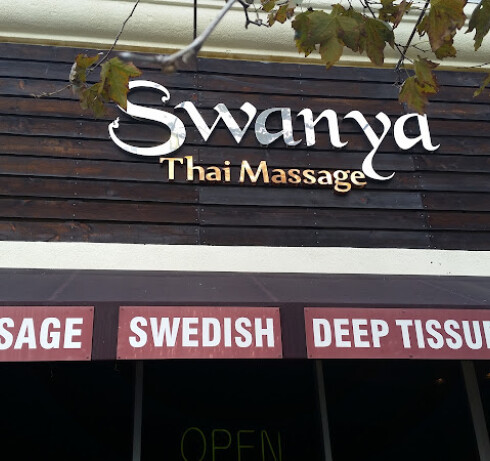 Swanya
Thai Massage
SAGE SWEDISH DEEP TISSU
OPEN